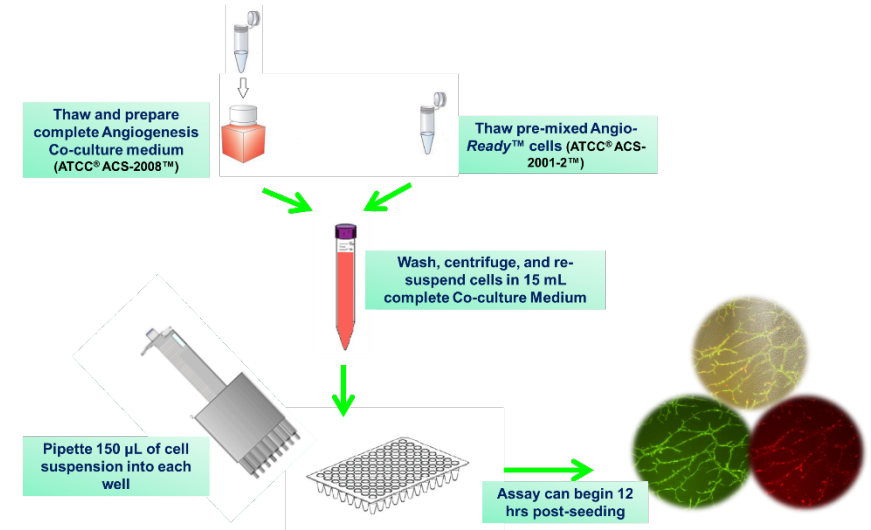 Thaw and prepare
complete Angiogenesis
Co-culture medium
(ATCC® ACS-2008™)
Thaw pre-mixed Angio-
Ready™ cells (ATCC® ACS-
2001-2™)
Wash, centrifuge, and re-
suspend cells in 15 mL
complete Co-culture Medium
Pipette 150 µL of cell
suspension into each
well
Assay can begin 12
hrs post-seeding